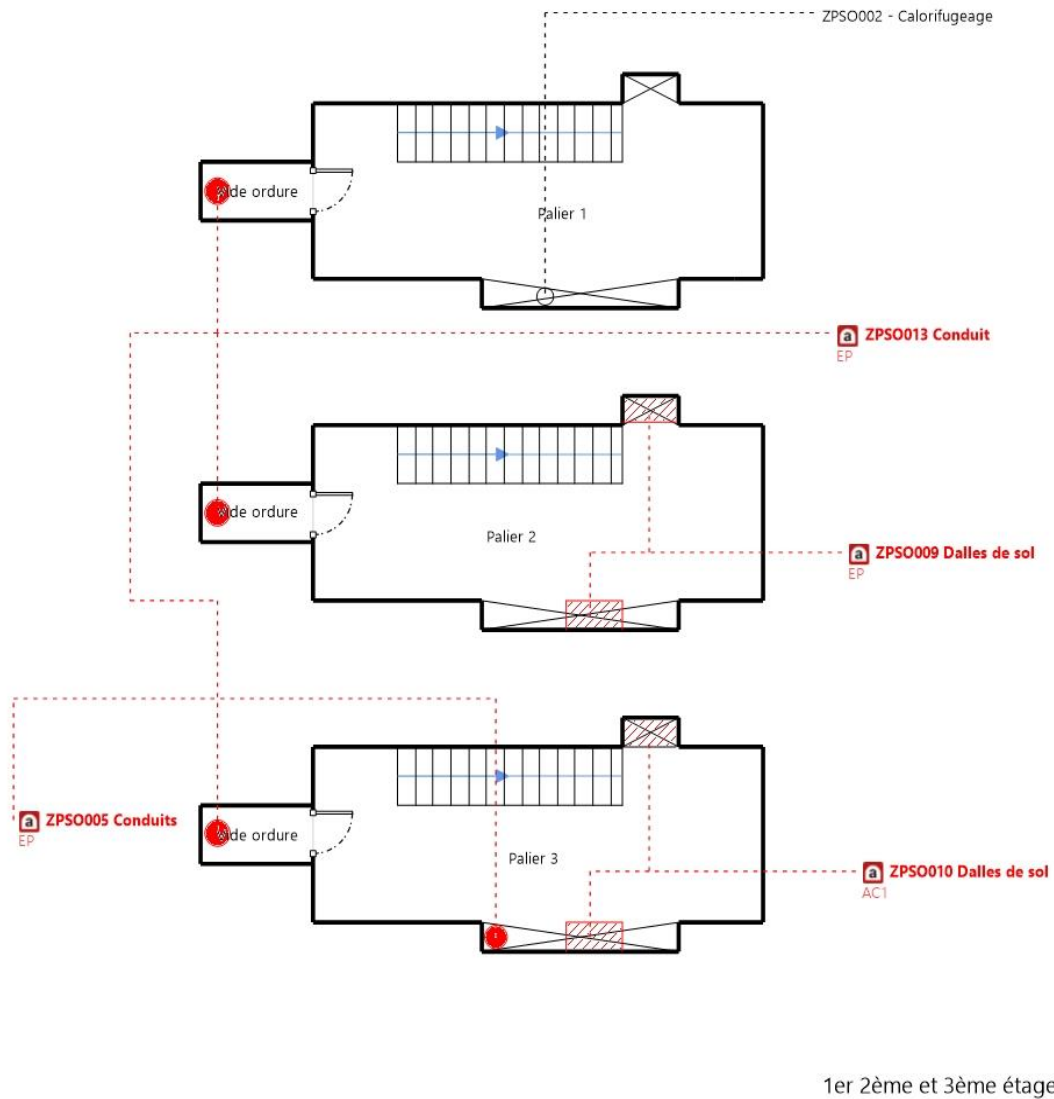 ZPSO002 - Calorifugeage
Vide ordure
Palier 1
a ZPSO013 Conduit
EP
Vide ordure
Palier 2
a ZPSO009 Dalles de sol
EP
a ZPSO005 Conduits
EP
Vide ordure
Palier 3
a ZPSO010 Dalles de sol
AC1
1er 2ème et 3ème étage